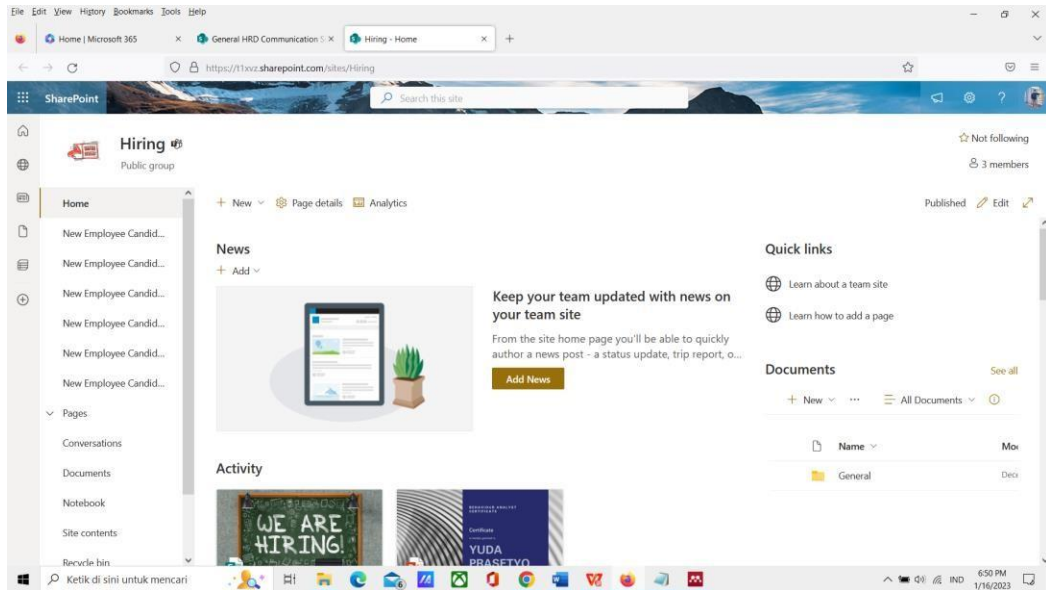 File Edit View History Bookmarks Tools Help
Home | Microsoft 365
General HRD Communication S
Hiring - Home
https://t1xvz.sharepoint.com/sites/Hiring
SharePoint
Search this site
Hiring
Public group
Not following
3 members
Home
+ New
Page details
Analytics
Published
Edit
New Employee Candid...
New Employee Candid...
New Employee Candid...
New Employee Candid...
New Employee Candid...
New Employee Candid...
Pages
Conversations
Documents
Notebook
Site contents
Recycle bin
News
+ Add
Keep your team updated with news on
your team site
From the site home page you'll be able to quickly
author a news post - a status update, trip report, o...
Add News
Activity
WE ARE
HIRING!
Certificate
YUDA
PRASETYO
Quick links
Learn about a team site
Learn how to add a page
Documents
See all
+ New
...
All Documents
Name
Mo
General
Dece
Ketik di sini untuk mencari
IND
6:50 PM
1/16/2023